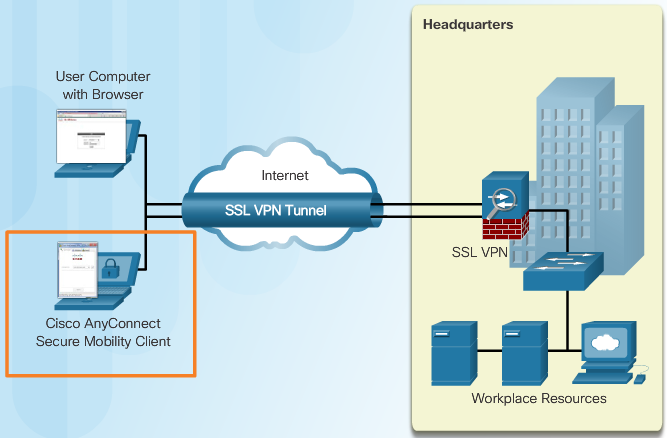 Headquarters
User Computer
with Browser
Internet
SSL VPN Tunnel
SSL VPN
Cisco AnyConnect
Secure Mobility Client
Workplace Resources